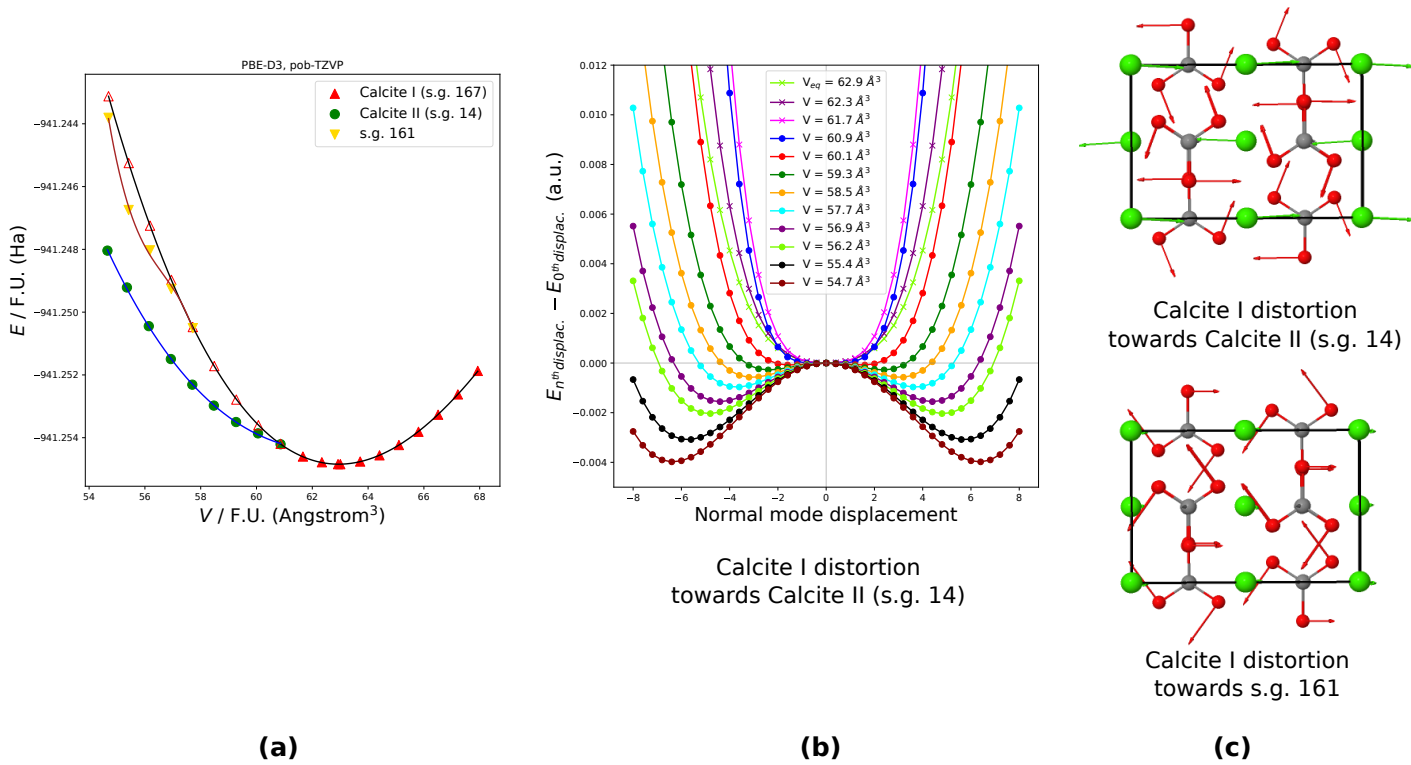 PBE-D3, pob-TZVP
Calcite I (s.g. 167)
Calcite II (s.g. 14)
s.g. 161
−941.244
−941.246
−941.248
−941.250
−941.252
−941.254
E / F.U. (Ha)
54 56 58 60 62 64 66 68
V / F.U. (Angstrom³)
(a)
0.012
0.010
0.008
0.006
0.004
0.002
0.000
−0.002
−0.004
Eₙth displac. − E₀th displac. (a.u.)
V_eq = 62.9 Å³
V = 62.3 Å³
V = 61.7 Å³
V = 60.9 Å³
V = 60.1 Å³
V = 59.3 Å³
V = 58.5 Å³
V = 57.7 Å³
V = 56.9 Å³
V = 56.2 Å³
V = 55.4 Å³
V = 54.7 Å³
−8 −6 −4 −2 0 2 4 6 8
Normal mode displacement
Calcite I distortion
towards Calcite II (s.g. 14)
(b)
Calcite I distortion
towards Calcite II (s.g. 14)
Calcite I distortion
towards s.g. 161
(c)